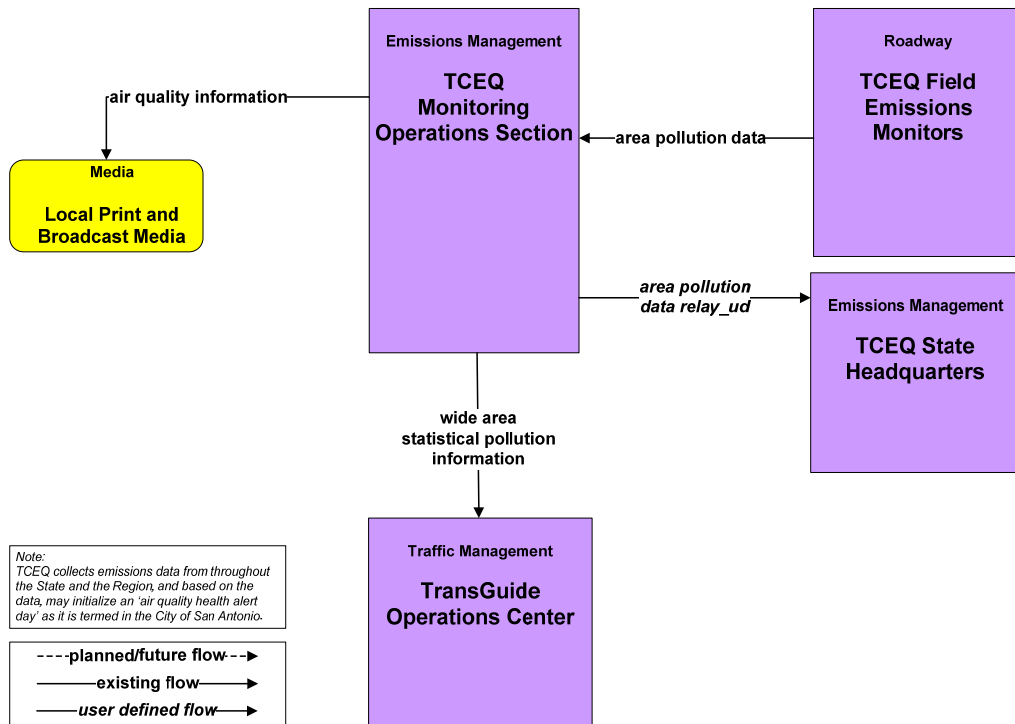 Emissions Management
TCEQ
Monitoring
Operations Section
Roadway
TCEQ Field
Emissions
Monitors
air quality information
area pollution data
Media
Local Print and
Broadcast Media
area pollution
data relay_ud
Emissions Management
TCEQ State
Headquarters
wide area
statistical pollution
information
Traffic Management
TransGuide
Operations Center
Note:
TCEQ collects emissions data from throughout
the State and the Region, and based on the
data, may initialize an ‘air quality health alert
day’ as it is termed in the City of San Antonio.
planned/future flow
existing flow
user defined flow